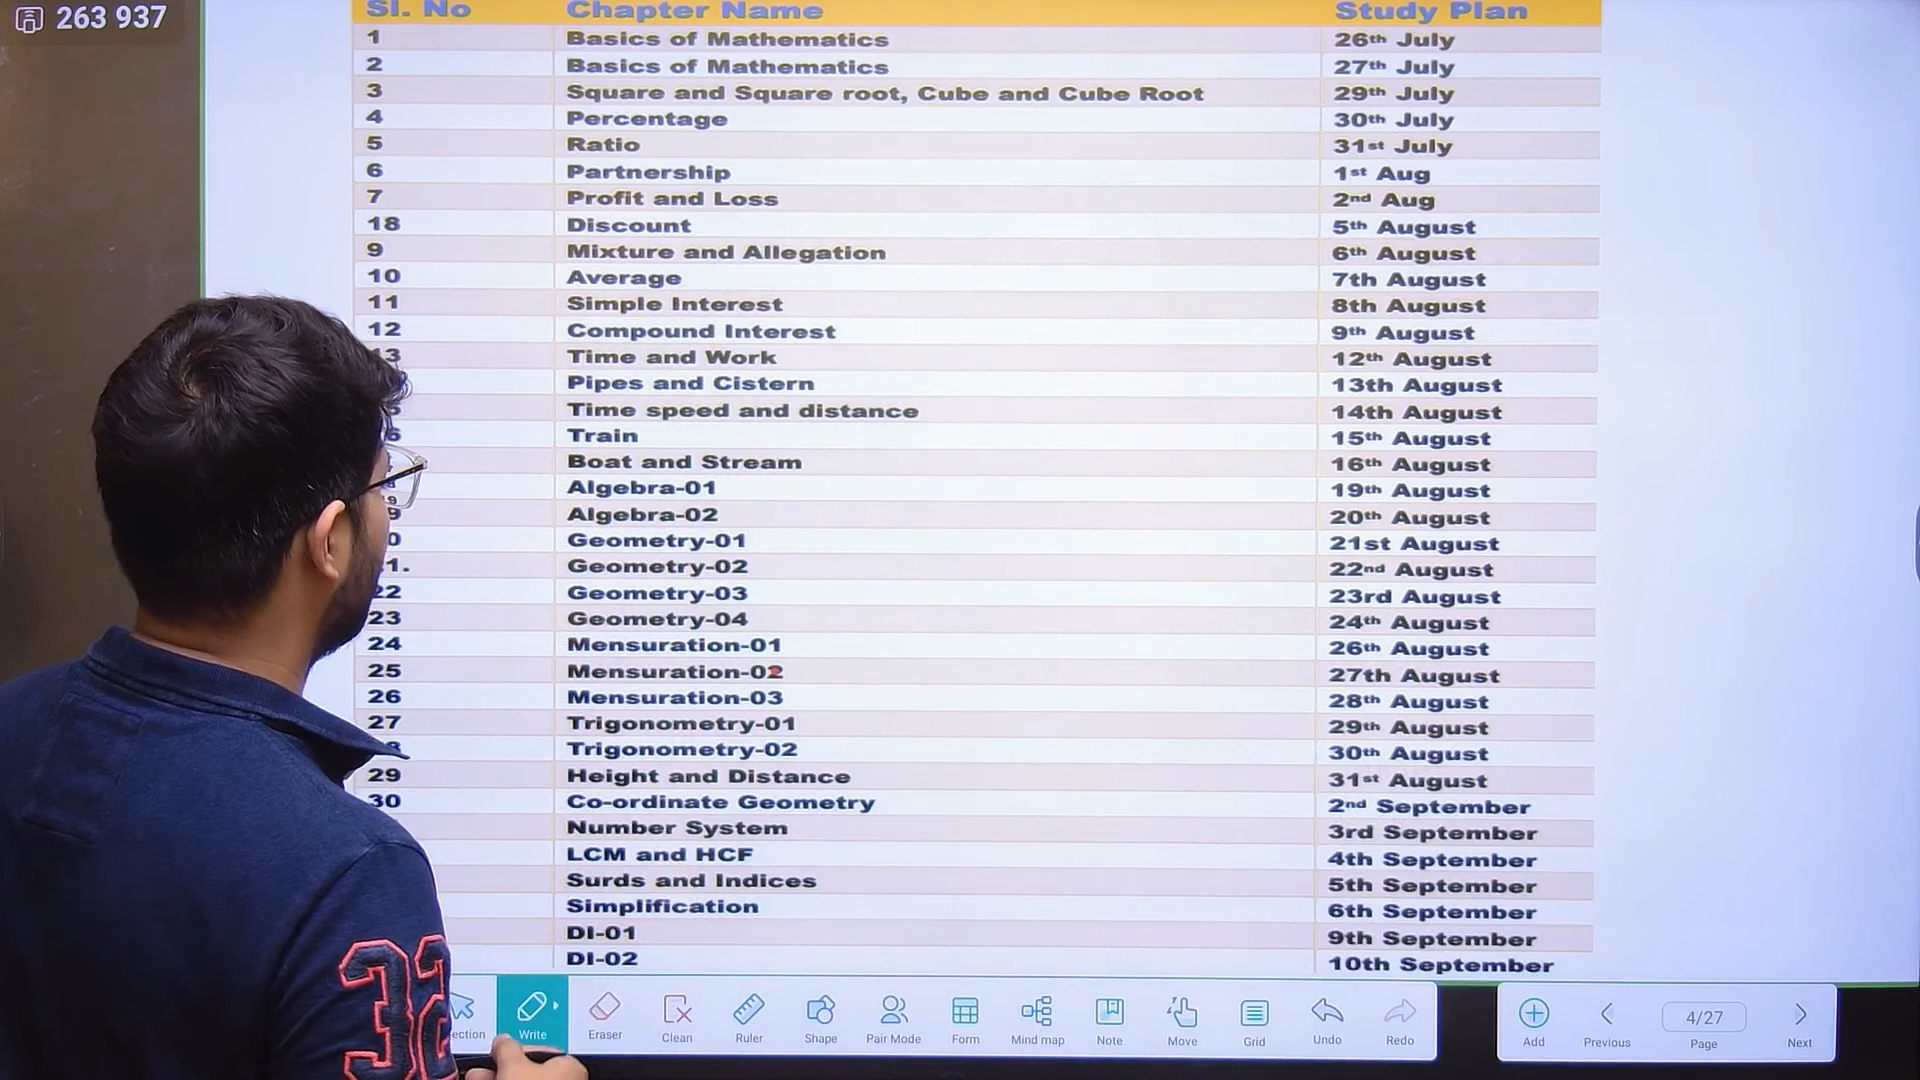 263 937
Sl. No Chapter Name Study Plan
1 Basics of Mathematics 26th July
2 Basics of Mathematics 27th July
3 Square and Square root, Cube and Cube Root 29th July
4 Percentage 30th July
5 Ratio 31st July
6 Partnership 1st Aug
7 Profit and Loss 2nd Aug
18 Discount 5th August
9 Mixture and Allegation 6th August
10 Average 7th August
11 Simple Interest 8th August
12 Compound Interest 9th August
13 Time and Work 12th August
Pipes and Cistern 13th August
Time speed and distance 14th August
Train 15th August
Boat and Stream 16th August
Algebra-01 19th August
Algebra-02 20th August
Geometry-01 21st August
Geometry-02 22nd August
22 Geometry-03 23rd August
23 Geometry-04 24th August
24 Mensuration-01 26th August
25 Mensuration-02 27th August
26 Mensuration-03 28th August
27 Trigonometry-01 29th August
Trigonometry-02 30th August
29 Height and Distance 31st August
30 Co-ordinate Geometry 2nd September
Number System 3rd September
LCM and HCF 4th September
Surds and Indices 5th September
Simplification 6th September
DI-01 9th September
DI-02 10th September
Write Eraser Clean Ruler Shape Pair Mode Form Mind map Note Move Grid Undo Redo Add Previous 4/27 Page Next
32